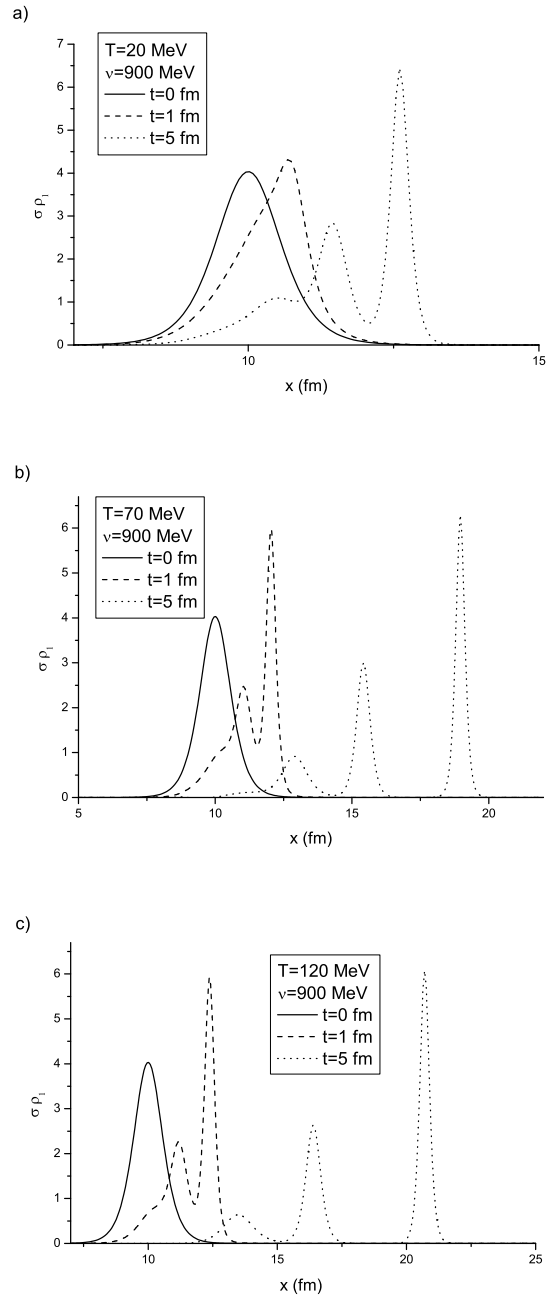 a)
7
6
5
4
3
2
1
0
σ ρ₁
T=20 MeV
ν=900 MeV
t=0 fm
t=1 fm
t=5 fm
10
15
x (fm)
b)
6
5
4
3
2
1
0
σ ρ₁
T=70 MeV
ν=900 MeV
t=0 fm
t=1 fm
t=5 fm
5
10
15
20
x (fm)
c)
6
5
4
3
2
1
0
σ ρ₁
T=120 MeV
ν=900 MeV
t=0 fm
t=1 fm
t=5 fm
10
15
20
25
x (fm)